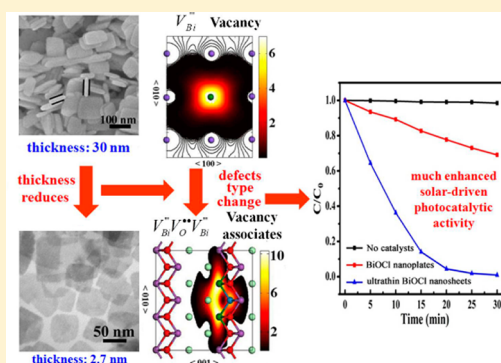 V_Bi''' Vacancy
100 nm
thickness: 30 nm
6
4
2
< 010 >
< 100 >
thickness
reduces
defects
type
change
V_Bi''' V_O•• V_Bi''' Vacancy
associates
50 nm
thickness: 2.7 nm
10
8
6
4
2
< 010 >
< 001 >
C/C₀
1.0
0.8
0.6
0.4
0.2
0.0
much enhanced
solar-driven
photocatalytic
activity
No catalysts
BiOCl nanoplates
ultrathin BiOCl nanosheets
0 5 10 15 20 25 30
Time (min)